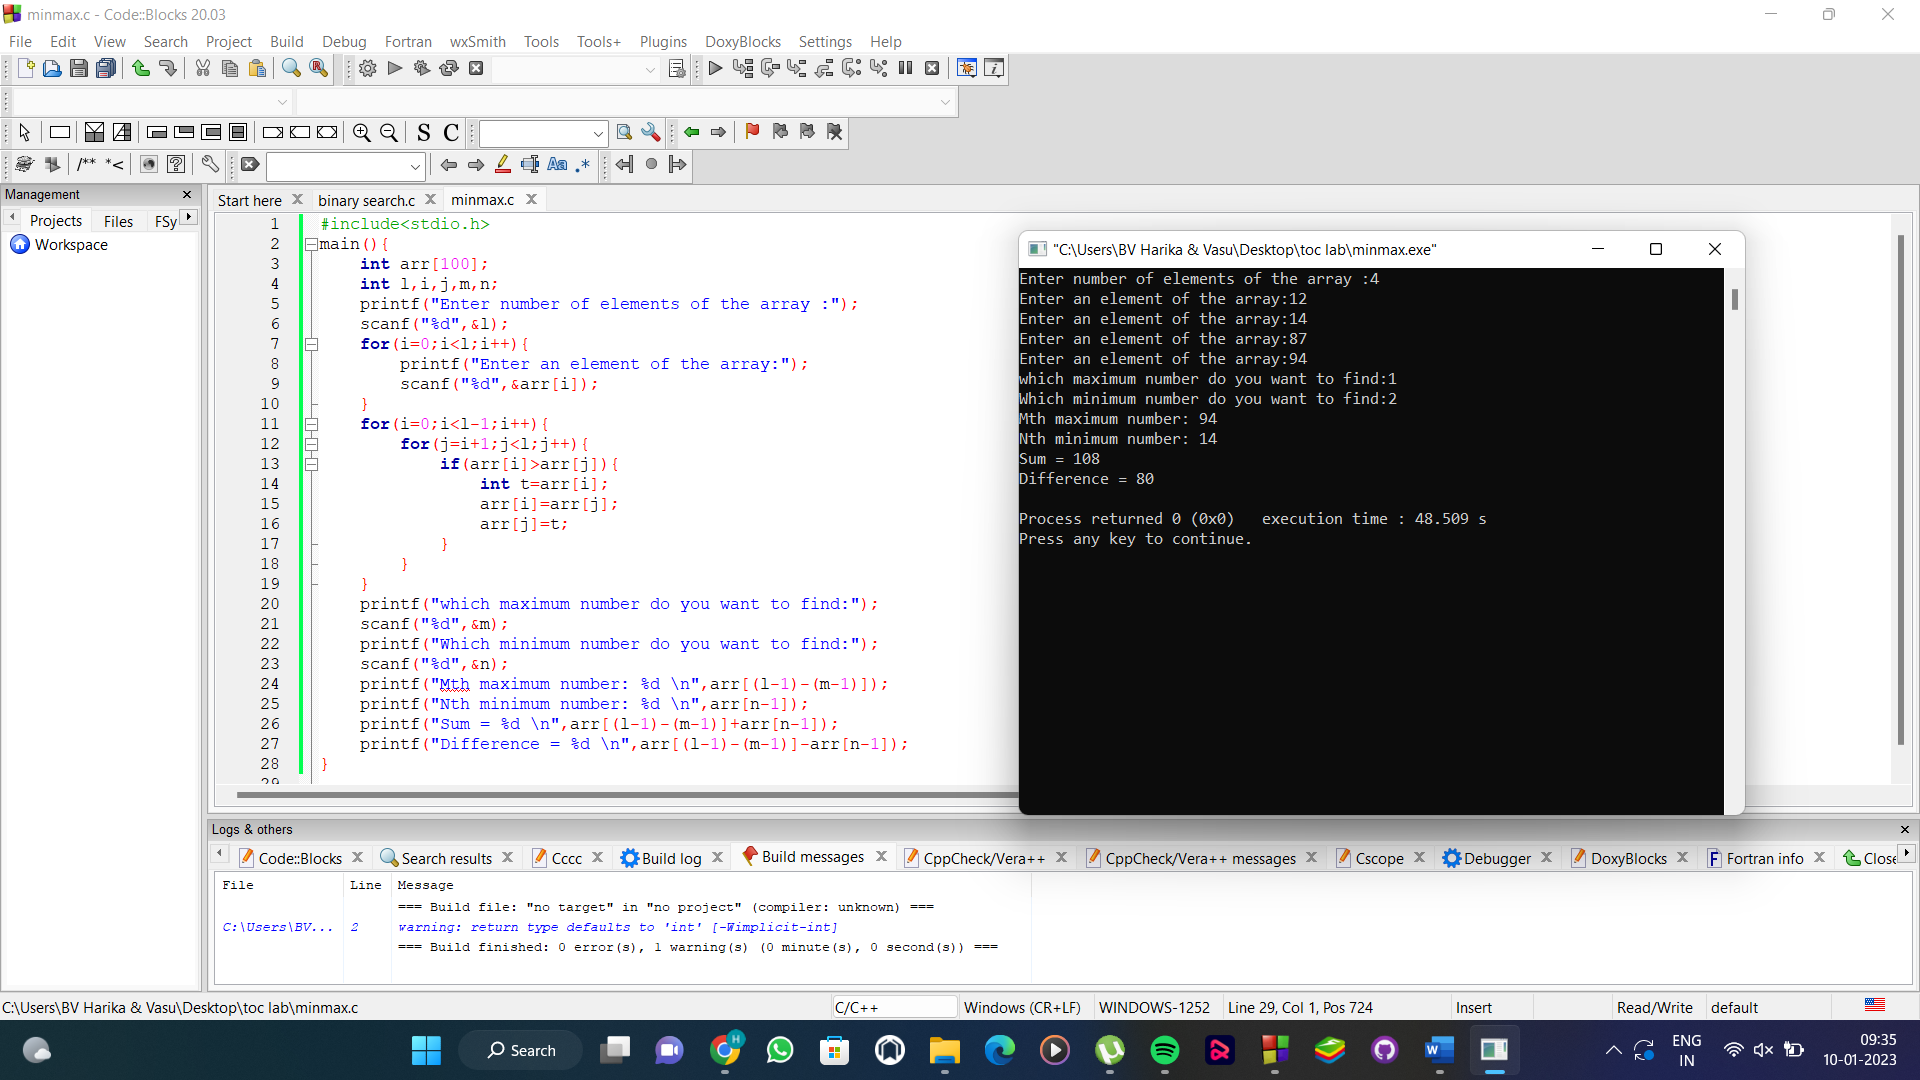 minmax.c - Code::Blocks 20.03
File Edit View Search Project Build Debug Fortran wxSmith Tools Tools+ Plugins DoxyBlocks Settings Help
S C
/** *<
Aa .*
Management
Projects Files FSy
Workspace
Start here binary search.c minmax.c
1 #include<stdio.h>
2 main(){
3 int arr[100];
4 int l,i,j,m,n;
5 printf("Enter number of elements of the array :");
6 scanf("%d",&l);
7 for(i=0;i<l;i++){
8 printf("Enter an element of the array:");
9 scanf("%d",&arr[i]);
10 }
11 for(i=0;i<l-1;i++){
12 for(j=i+1;j<l;j++){
13 if(arr[i]>arr[j]){
14 int t=arr[i];
15 arr[i]=arr[j];
16 arr[j]=t;
17 }
18 }
19 }
20 printf("which maximum number do you want to find:");
21 scanf("%d",&m);
22 printf("Which minimum number do you want to find:");
23 scanf("%d",&n);
24 printf("Mth maximum number: %d \n",arr[(l-1)-(m-1)]);
25 printf("Nth minimum number: %d \n",arr[n-1]);
26 printf("Sum = %d \n",arr[(l-1)-(m-1)]+arr[n-1]);
27 printf("Difference = %d \n",arr[(l-1)-(m-1)]-arr[n-1]);
28 }
29
"C:\Users\BV Harika & Vasu\Desktop\toc lab\minmax.exe"
Enter number of elements of the array :4
Enter an element of the array:12
Enter an element of the array:14
Enter an element of the array:87
Enter an element of the array:94
which maximum number do you want to find:1
Which minimum number do you want to find:2
Mth maximum number: 94
Nth minimum number: 14
Sum = 108
Difference = 80
Process returned 0 (0x0) execution time : 48.509 s
Press any key to continue.
Logs & others
Code::Blocks Search results Cccc Build log Build messages CppCheck/Vera++ CppCheck/Vera++ messages Cscope Debugger DoxyBlocks Fortran info Close
File Line Message
=== Build file: "no target" in "no project" (compiler: unknown) ===
C:\Users\BV... 2 warning: return type defaults to 'int' [-Wimplicit-int]
=== Build finished: 0 error(s), 1 warning(s) (0 minute(s), 0 second(s)) ===
C:\Users\BV Harika & Vasu\Desktop\toc lab\minmax.c C/C++ Windows (CR+LF) WINDOWS-1252 Line 29, Col 1, Pos 724 Insert Read/Write default
Search
H
ENG
IN
09:35
10-01-2023